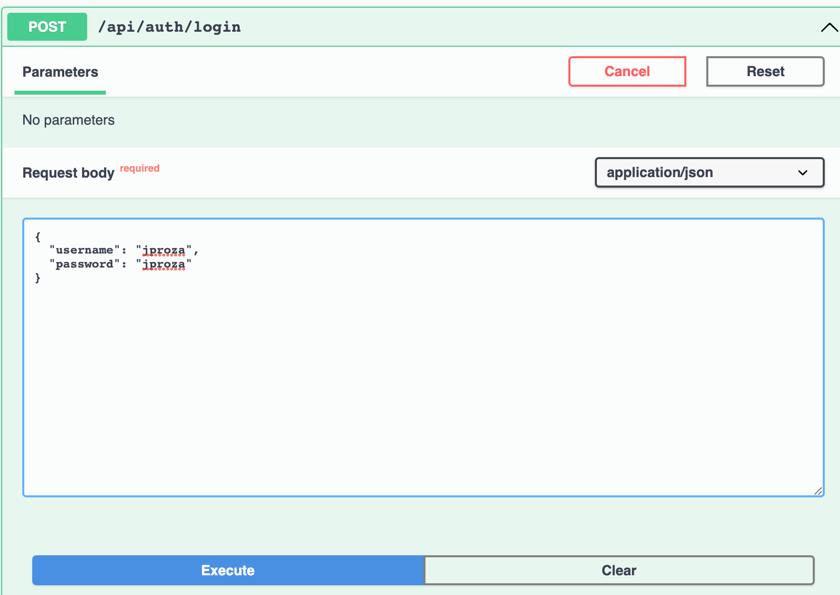 POST /api/auth/login
Parameters
Cancel
Reset
No parameters
Request body required
application/json
{
  "username": "jproza",
  "password": "jproza"
}
Execute
Clear